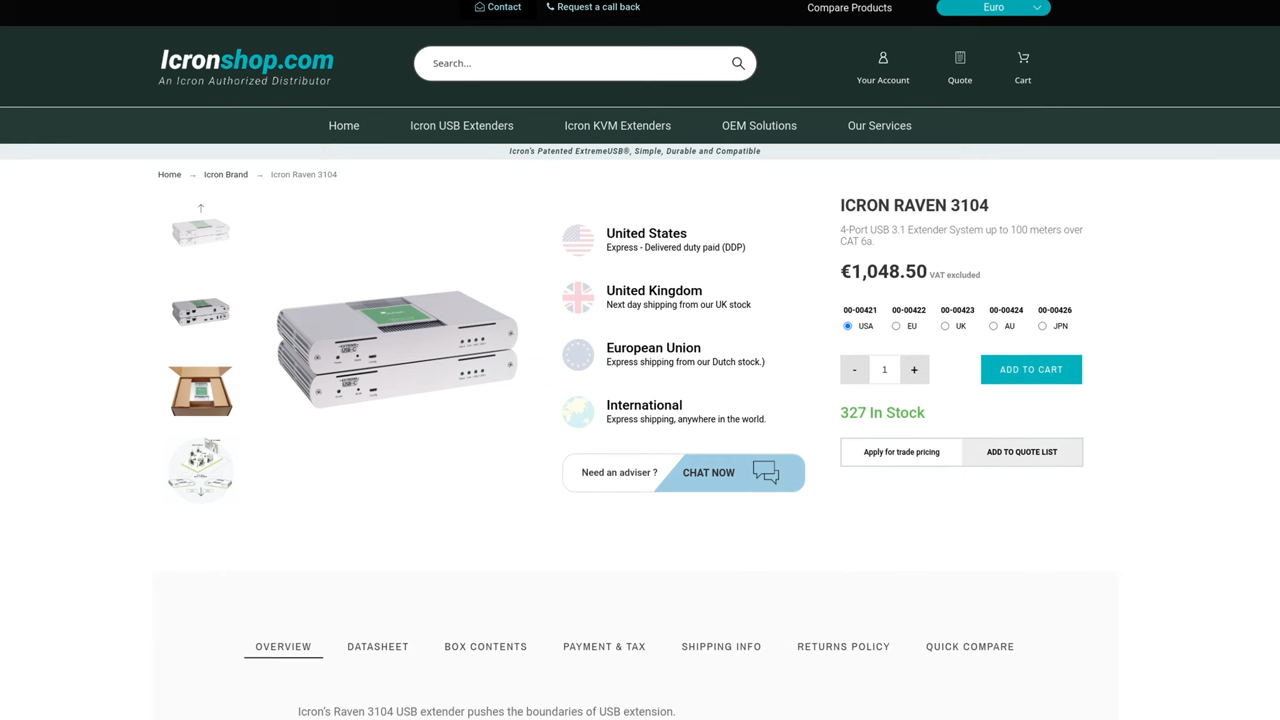 Contact
Request a call back
Compare Products
Euro
Icronshop.com
An Icron Authorized Distributor
Search...
Your Account
Quote
Cart
Home
Icron USB Extenders
Icron KVM Extenders
OEM Solutions
Our Services
Icron's Patented ExtremeUSB®, Simple, Durable and Compatible
Home → Icron Brand → Icron Raven 3104
United States
Express - Delivered duty paid (DDP)
United Kingdom
Next day shipping from our UK stock
European Union
Express shipping from our Dutch stock.)
International
Express shipping, anywhere in the world.
Need an adviser ?
CHAT NOW
ICRON RAVEN 3104
4-Port USB 3.1 Extender System up to 100 meters over
CAT 6a.
€1,048.50 VAT excluded
00-00421 00-00422 00-00423 00-00424 00-00426
USA EU UK AU JPN
- 1 +
ADD TO CART
327 In Stock
Apply for trade pricing
ADD TO QUOTE LIST
OVERVIEW
DATASHEET
BOX CONTENTS
PAYMENT & TAX
SHIPPING INFO
RETURNS POLICY
QUICK COMPARE
Icron's Raven 3104 USB extender pushes the boundaries of USB extension.